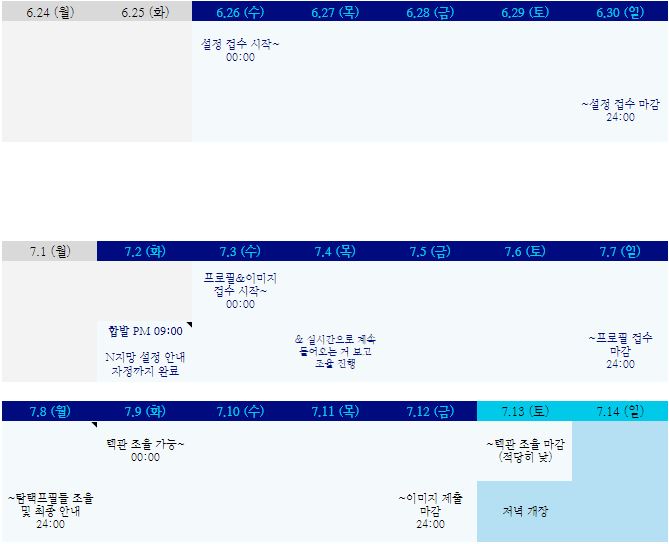 6.24 (월) 6.25 (화) 6.26 (수) 6.27 (목) 6.28 (금) 6.29 (토) 6.30 (일)
설정 접수 시작~
00:00
~설정 접수 마감
24:00
7.1 (월) 7.2 (화) 7.3 (수) 7.4 (목) 7.5 (금) 7.6 (토) 7.7 (일)
프로필&이미지
접수 시작~
00:00
합발 PM 09:00
N지망 설정 안내
자정까지 완료
& 실시간으로 계속
들어오는 거 보고
조율 진행
~프로필 접수
마감
24:00
7.8 (월) 7.9 (화) 7.10 (수) 7.11 (목) 7.12 (금) 7.13 (토) 7.14 (일)
텍관 조율 가능~
00:00
~텍관 조율 마감
(적당히 낮)
~탐택프필들 조율
및 최종 안내
24:00
~이미지 제출
마감
24:00
저녁 개장